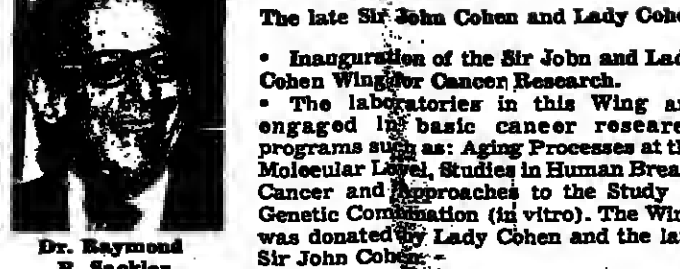 The late Sir John Cohen and Lady Cohe
• Inauguration of the Sir John and Lad
Cohen Wing for Cancer Research.
• The laboratories in this Wing a
engaged in basic cancer resear
programs such as: Aging Processes at th
Molecular Level, Studies in Human Brea
Cancer and Approaches to the Study
Genetic Combination (in vitro). The Win
was donated by Lady Cohen and the la
Sir John Cohen.
Dr. Raymond
R. Sackler